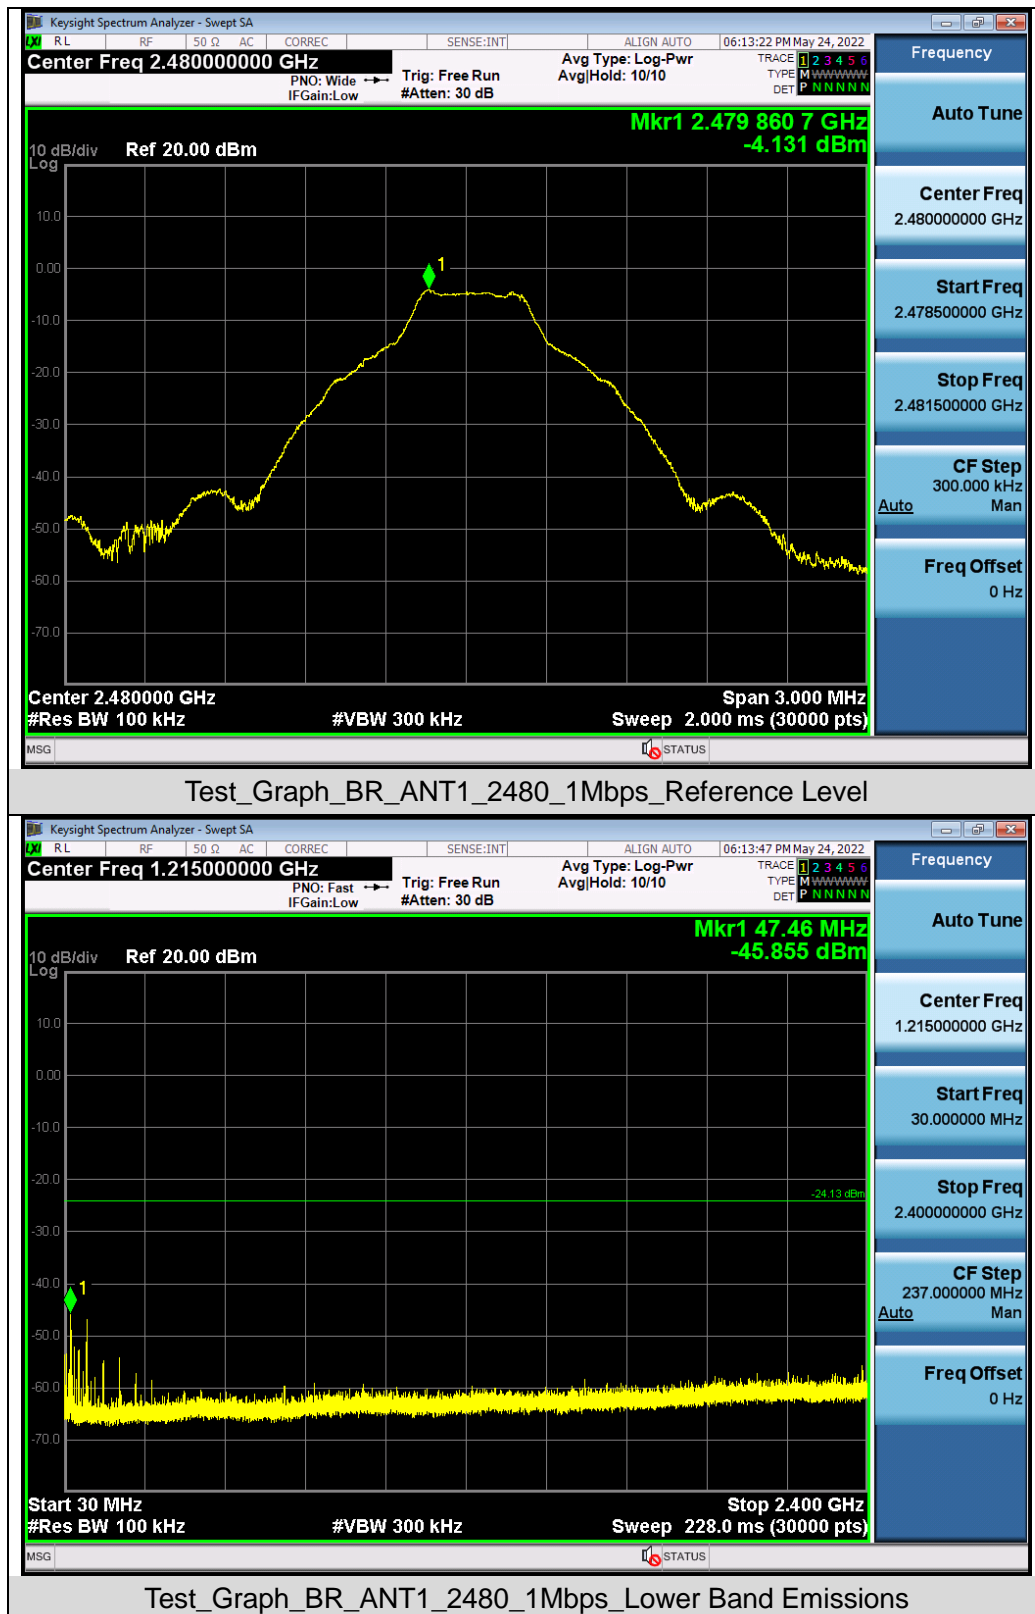 Keysight Spectrum Analyzer - Swept SA
LXI RL RF 50 Ω AC CORREC SENSE:INT ALIGN AUTO 06:13:22 PM May 24, 2022
Center Freq 2.480000000 GHz
PNO: Wide
IFGain:Low
Trig: Free Run
#Atten: 30 dB
Avg Type: Log-Pwr
Avg|Hold: 10/10
TRACE 1 2 3 4 5 6
TYPE M WWWWW
DET P N N N N N
Mkr1 2.479 860 7 GHz
-4.131 dBm
10 dB/div Ref 20.00 dBm
Log
10.0
0.00
-10.0
-20.0
-30.0
-40.0
-50.0
-60.0
-70.0
1
Center 2.480000 GHz Span 3.000 MHz
#Res BW 100 kHz #VBW 300 kHz Sweep 2.000 ms (30000 pts)
MSG STATUS
Frequency
Auto Tune
Center Freq
2.480000000 GHz
Start Freq
2.478500000 GHz
Stop Freq
2.481500000 GHz
CF Step
300.000 kHz
Auto Man
Freq Offset
0 Hz
Test_Graph_BR_ANT1_2480_1Mbps_Reference Level
Keysight Spectrum Analyzer - Swept SA
LXI RL RF 50 Ω AC CORREC SENSE:INT ALIGN AUTO 06:13:47 PM May 24, 2022
Center Freq 1.215000000 GHz
PNO: Fast
IFGain:Low
Trig: Free Run
#Atten: 30 dB
Avg Type: Log-Pwr
Avg|Hold: 10/10
TRACE 1 2 3 4 5 6
TYPE M WWWWW
DET P N N N N N
Mkr1 47.46 MHz
-45.855 dBm
10 dB/div Ref 20.00 dBm
Log
10.0
0.00
-10.0
-20.0
-30.0
-40.0
-50.0
-60.0
-70.0
-24.13 dBm
1
Start 30 MHz Stop 2.400 GHz
#Res BW 100 kHz #VBW 300 kHz Sweep 228.0 ms (30000 pts)
MSG STATUS
Frequency
Auto Tune
Center Freq
1.215000000 GHz
Start Freq
30.000000 MHz
Stop Freq
2.400000000 GHz
CF Step
237.000000 MHz
Auto Man
Freq Offset
0 Hz
Test_Graph_BR_ANT1_2480_1Mbps_Lower Band Emissions